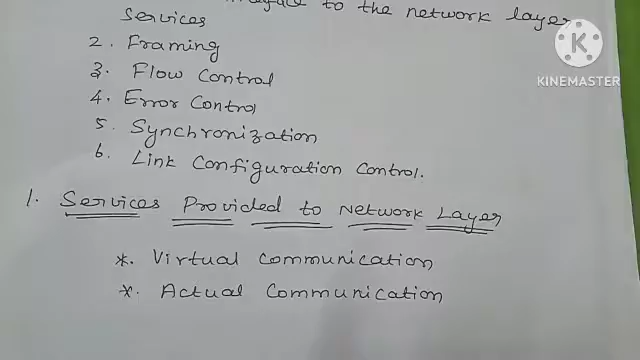 to the network layer
Services
2. Framing
3. Flow Control
4. Error Control
5. Synchronization
6. Link Configuration Control.
1. Services Provided to Network Layer
*. Virtual Communication
*. Actual Communication
KINEMASTER